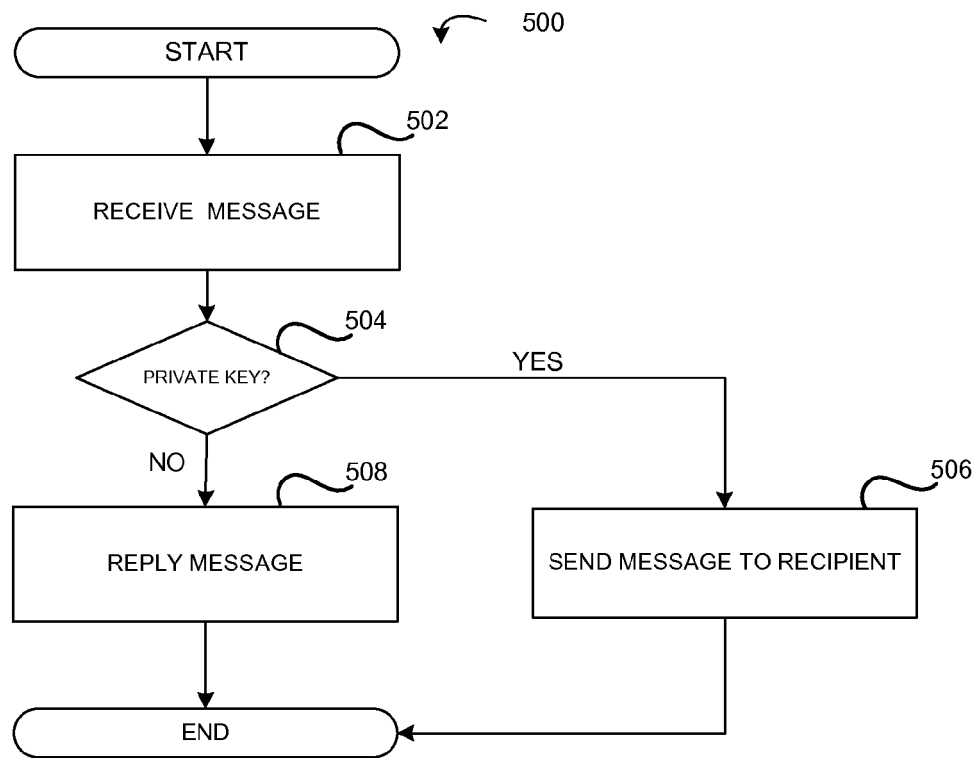 500
START
502
RECEIVE MESSAGE
504
PRIVATE KEY?
YES
NO
508
506
REPLY MESSAGE
SEND MESSAGE TO RECIPIENT
END